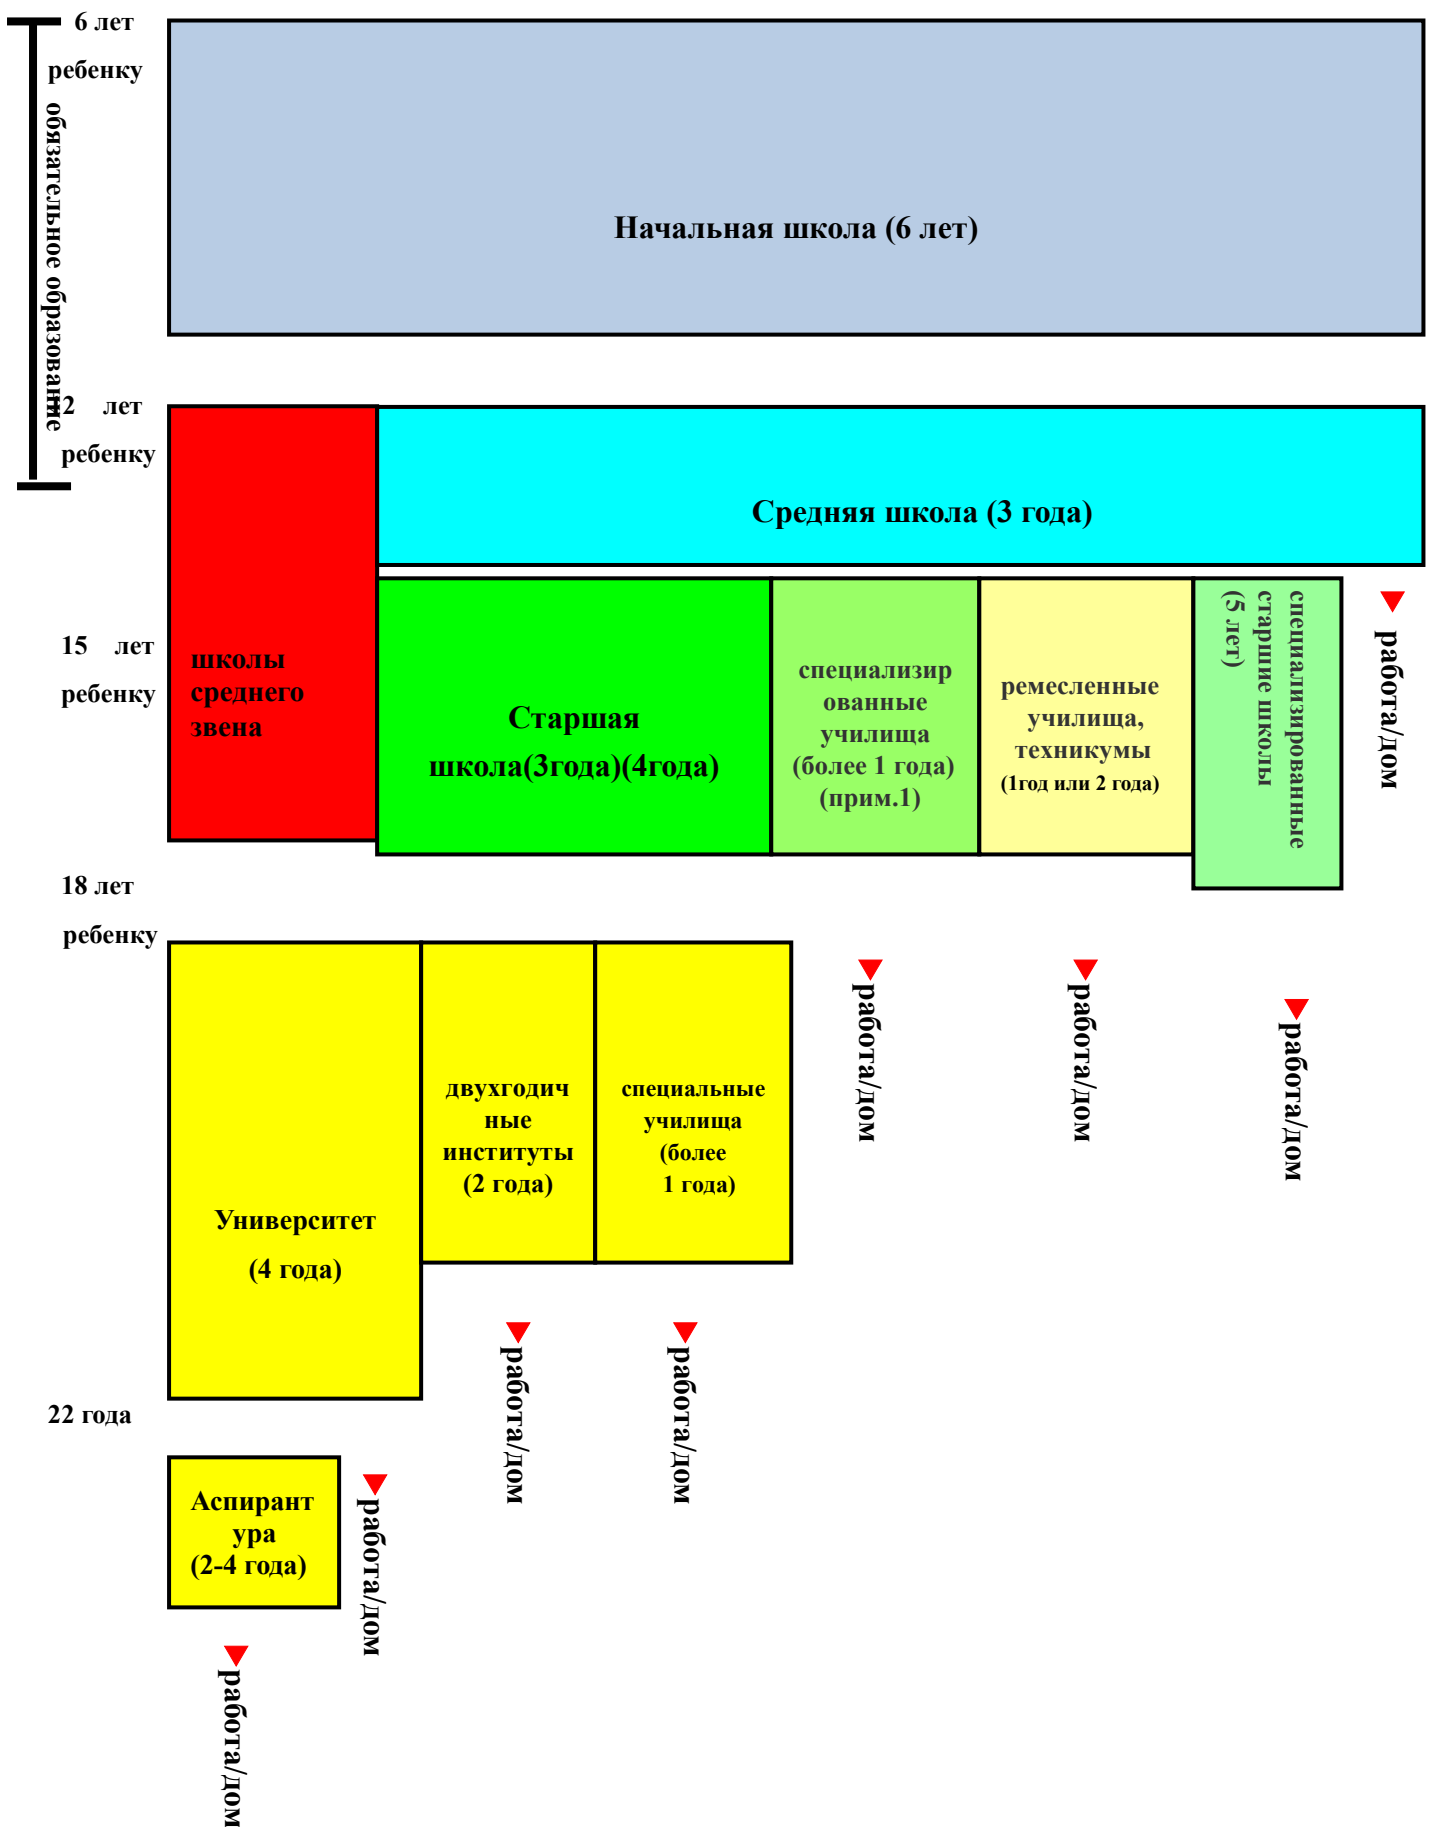 6 лет
ребенку
обязательное образование
Начальная школа (6 лет)
2 лет
ребенку
Средняя школа (3 года)
15 лет
ребенку
школы
среднего
звена
Старшая
школа(3года)(4года)
специализир
ованные
училища
(более 1 года)
(прим.1)
ремесленные
училища,
техникумы
(1год или 2 года)
специализированные
старшие школы
(5 лет)
работа/дом
18 лет
ребенку
Университет
(4 года)
двухгодич
ные
институты
(2 года)
специальные
училища
(более
1 года)
работа/дом
работа/дом
работа/дом
работа/дом
работа/дом
22 года
Аспирант
ура
(2-4 года)
работа/дом
работа/дом